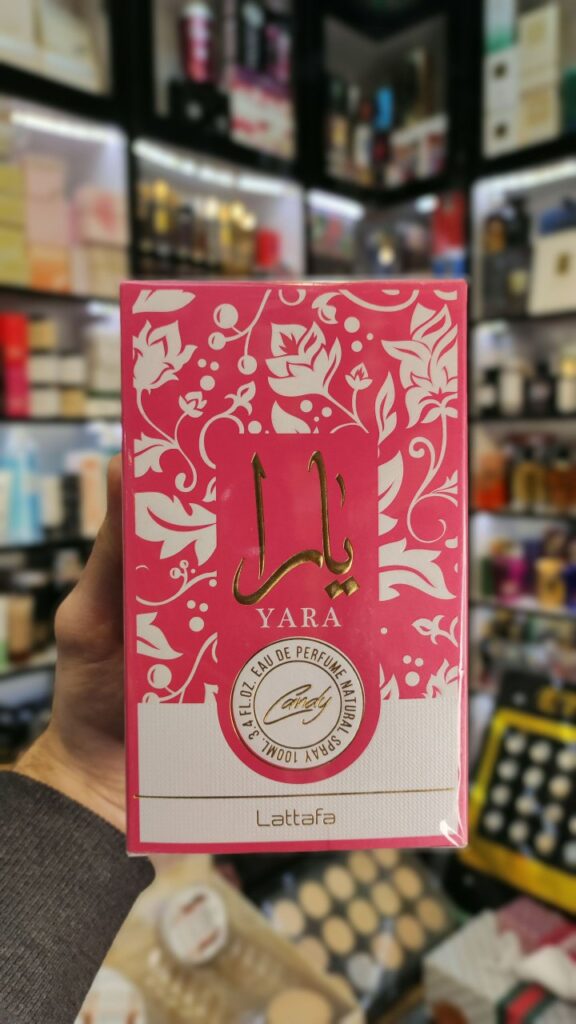 يارا
YARA
EAU DE PERFUME NATURAL SPRAY 100ML. 3.4 FL.OZ.
Candy
Lattafa